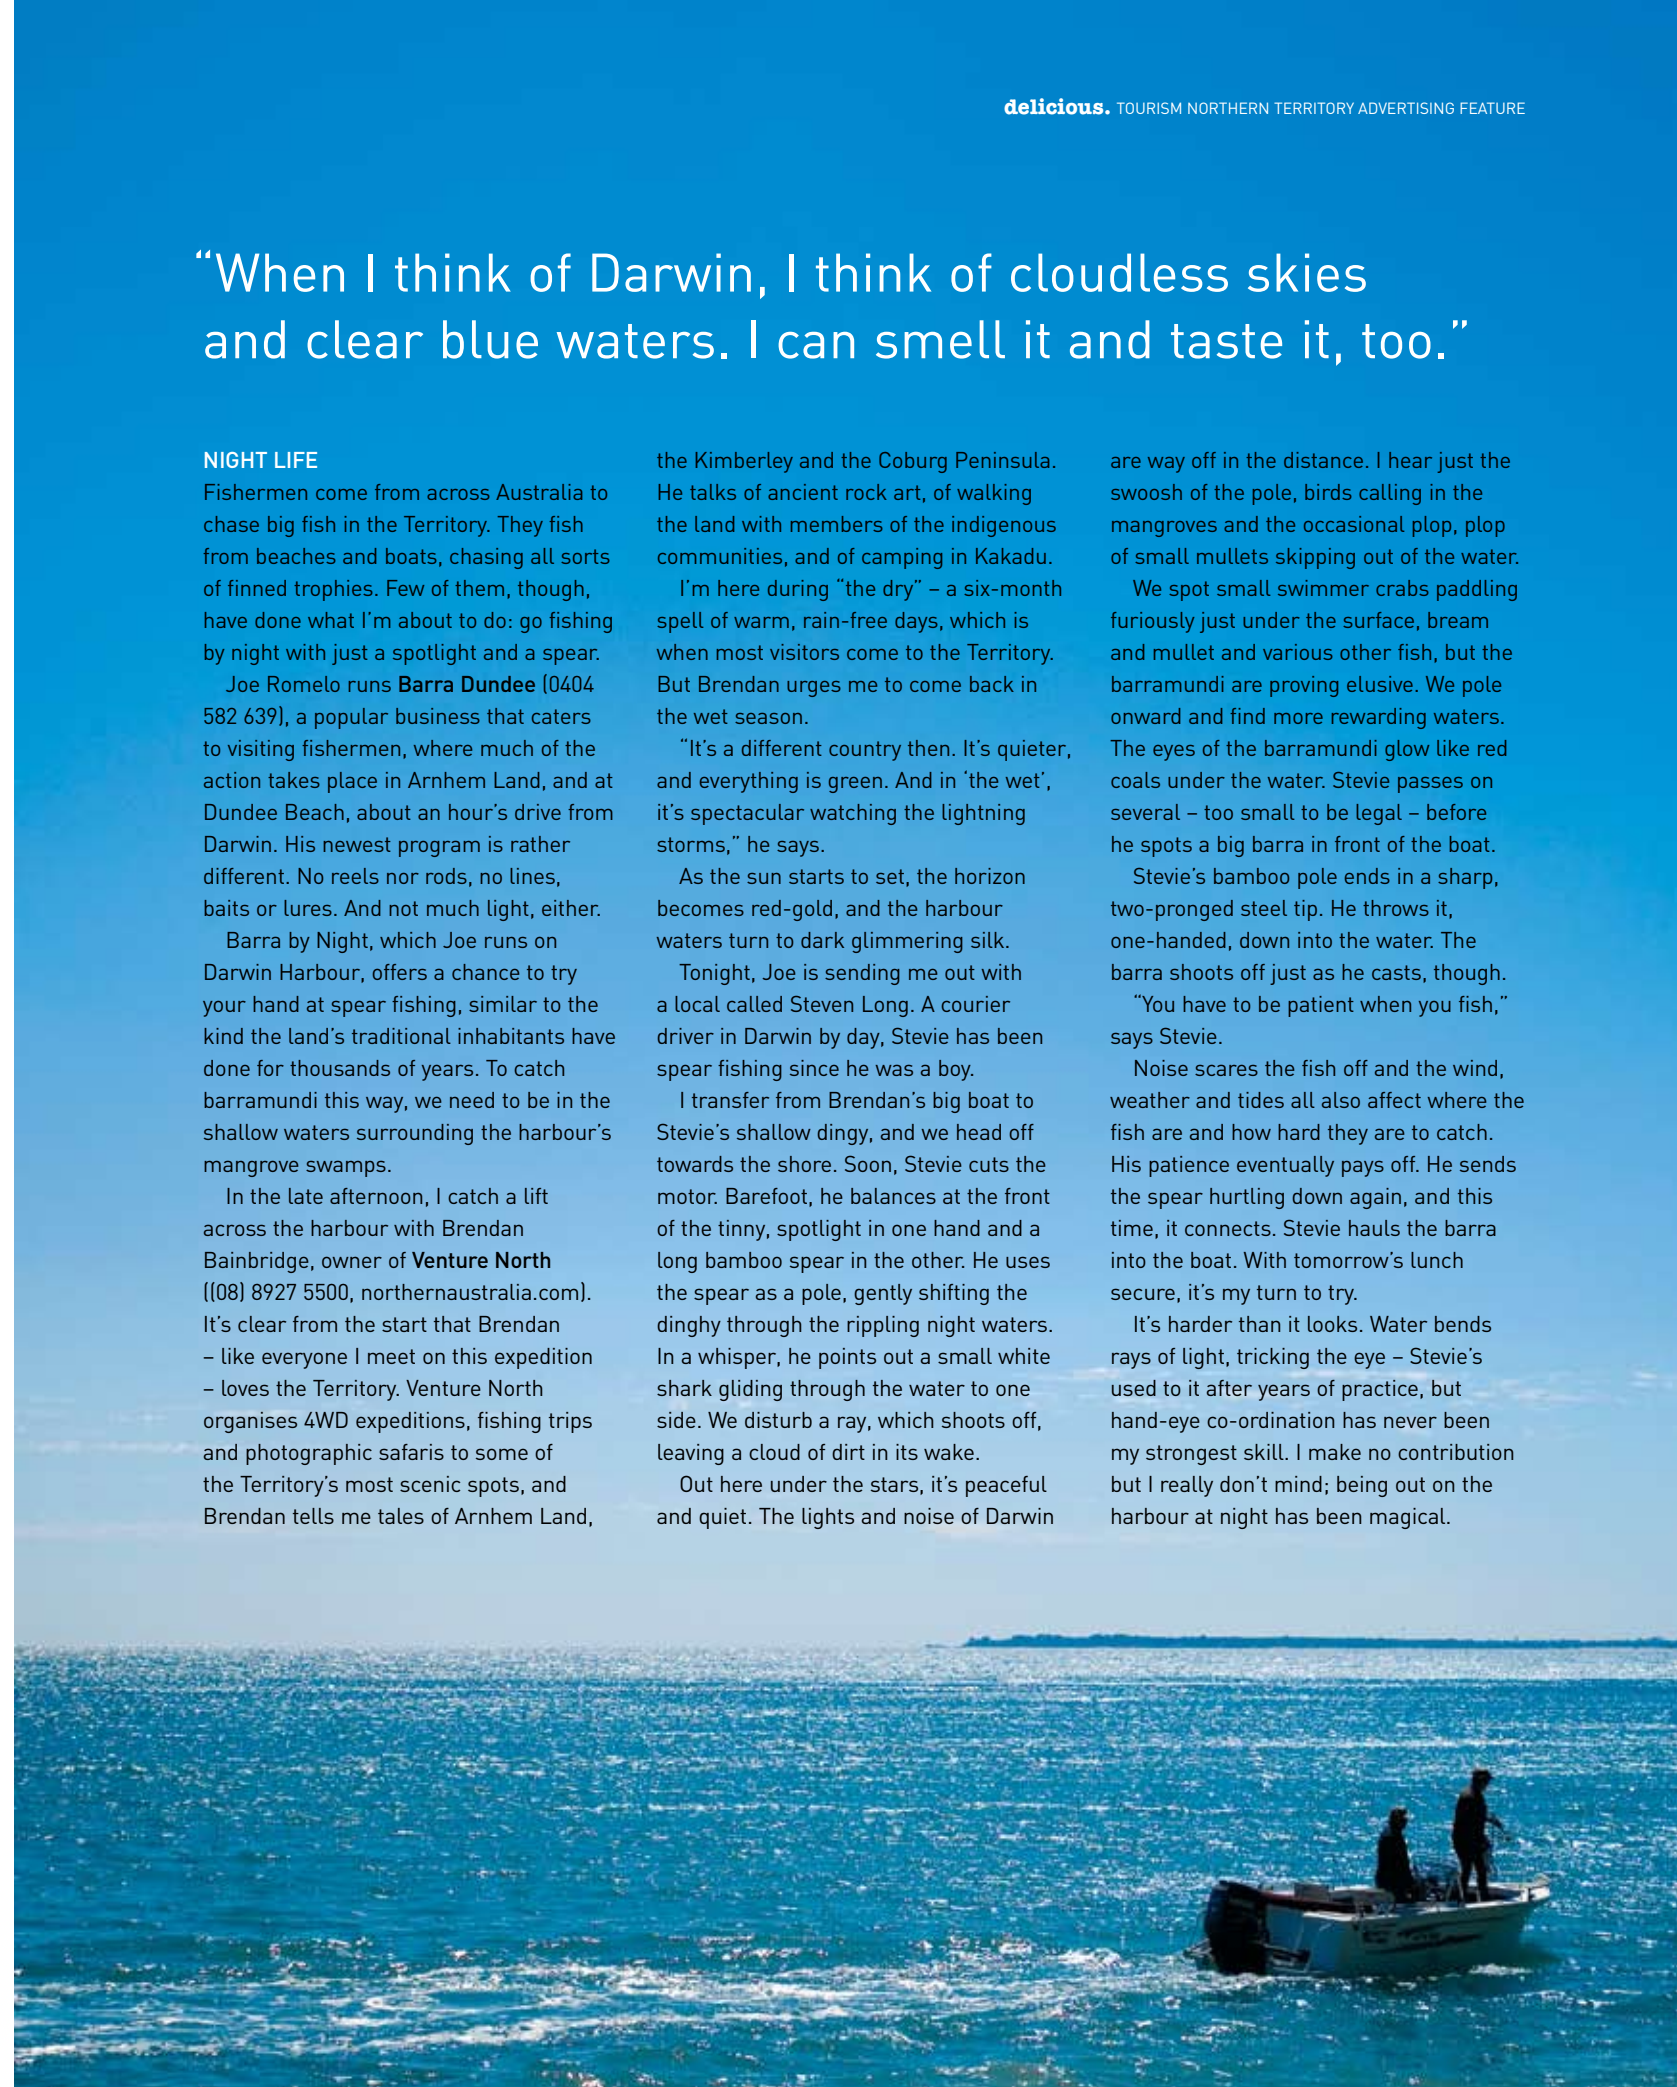 delicious. TOURISM NORTHERN TERRITORY ADVERTISING FEATURE
“When I think of Darwin, I think of cloudless skies
and clear blue waters. I can smell it and taste it, too.”
NIGHT LIFE
Fishermen come from across Australia to
chase big fish in the Territory. They fish
from beaches and boats, chasing all sorts
of finned trophies. Few of them, though,
have done what I’m about to do: go fishing
by night with just a spotlight and a spear.
Joe Romelo runs Barra Dundee (0404
582 639), a popular business that caters
to visiting fishermen, where much of the
action takes place in Arnhem Land, and at
Dundee Beach, about an hour’s drive from
Darwin. His newest program is rather
different. No reels nor rods, no lines,
baits or lures. And not much light, either.
Barra by Night, which Joe runs on
Darwin Harbour, offers a chance to try
your hand at spear fishing, similar to the
kind the land’s traditional inhabitants have
done for thousands of years. To catch
barramundi this way, we need to be in the
shallow waters surrounding the harbour’s
mangrove swamps.
In the late afternoon, I catch a lift
across the harbour with Brendan
Bainbridge, owner of Venture North
((08) 8927 5500, northernaustralia.com).
It’s clear from the start that Brendan
– like everyone I meet on this expedition
– loves the Territory. Venture North
organises 4WD expeditions, fishing trips
and photographic safaris to some of
the Territory’s most scenic spots, and
Brendan tells me tales of Arnhem Land,
the Kimberley and the Coburg Peninsula.
He talks of ancient rock art, of walking
the land with members of the indigenous
communities, and of camping in Kakadu.
I’m here during “the dry” – a six-month
spell of warm, rain-free days, which is
when most visitors come to the Territory.
But Brendan urges me to come back in
the wet season.
“It’s a different country then. It’s quieter,
and everything is green. And in ‘the wet’,
it’s spectacular watching the lightning
storms,” he says.
As the sun starts to set, the horizon
becomes red-gold, and the harbour
waters turn to dark glimmering silk.
Tonight, Joe is sending me out with
a local called Steven Long. A courier
driver in Darwin by day, Stevie has been
spear fishing since he was a boy.
I transfer from Brendan’s big boat to
Stevie’s shallow dingy, and we head off
towards the shore. Soon, Stevie cuts the
motor. Barefoot, he balances at the front
of the tinny, spotlight in one hand and a
long bamboo spear in the other. He uses
the spear as a pole, gently shifting the
dinghy through the rippling night waters.
In a whisper, he points out a small white
shark gliding through the water to one
side. We disturb a ray, which shoots off,
leaving a cloud of dirt in its wake.
Out here under the stars, it’s peaceful
and quiet. The lights and noise of Darwin
are way off in the distance. I hear just the
swoosh of the pole, birds calling in the
mangroves and the occasional plop, plop
of small mullets skipping out of the water.
We spot small swimmer crabs paddling
furiously just under the surface, bream
and mullet and various other fish, but the
barramundi are proving elusive. We pole
onward and find more rewarding waters.
The eyes of the barramundi glow like red
coals under the water. Stevie passes on
several – too small to be legal – before
he spots a big barra in front of the boat.
Stevie’s bamboo pole ends in a sharp,
two-pronged steel tip. He throws it,
one-handed, down into the water. The
barra shoots off just as he casts, though.
“You have to be patient when you fish,”
says Stevie.
Noise scares the fish off and the wind,
weather and tides all also affect where the
fish are and how hard they are to catch.
His patience eventually pays off. He sends
the spear hurtling down again, and this
time, it connects. Stevie hauls the barra
into the boat. With tomorrow’s lunch
secure, it’s my turn to try.
It’s harder than it looks. Water bends
rays of light, tricking the eye – Stevie’s
used to it after years of practice, but
hand-eye co-ordination has never been
my strongest skill. I make no contribution
but I really don’t mind; being out on the
harbour at night has been magical.